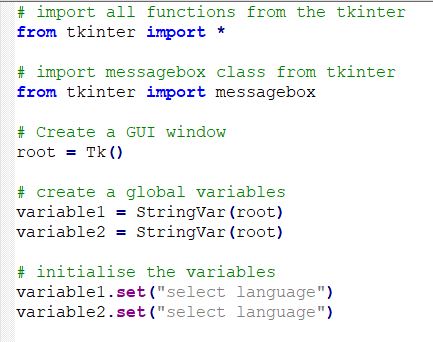 # import all functions from the tkinter
from tkinter import *
# import messagebox class from tkinter
from tkinter import messagebox
# Create a GUI window
root = Tk()
# create a global variables
variable1 = StringVar(root)
variable2 = StringVar(root)
# initialise the variables
variable1.set("select language")
variable2.set("select language")